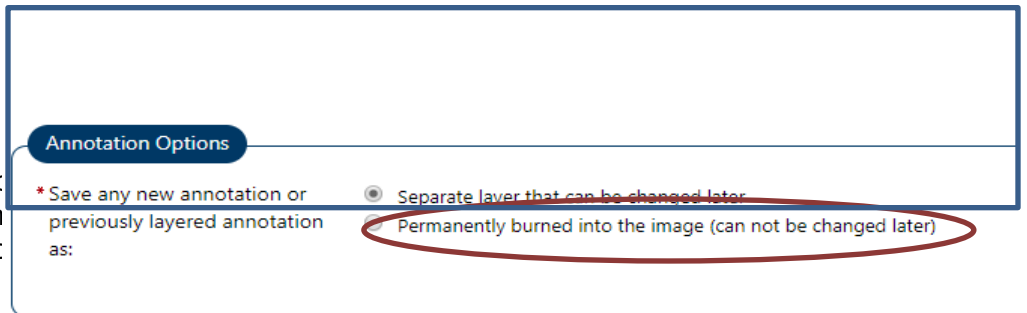 Annotation Options
* Save any new annotation or
previously layered annotation
as:
Separate layer that can be changed later
Permanently burned into the image (can not be changed later)